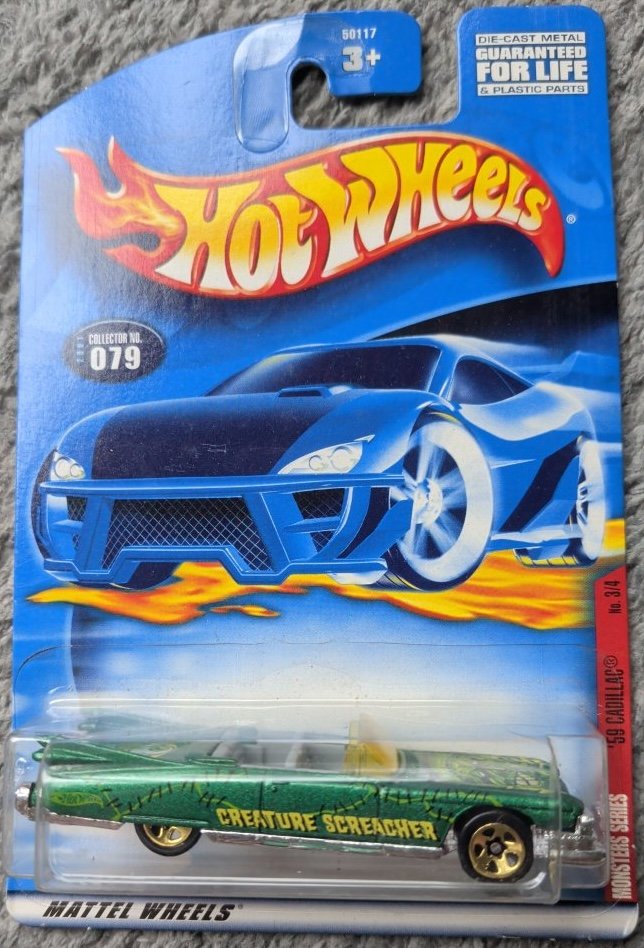 50117
3+
DIE-CAST METAL
GUARANTEED
FOR LIFE
& PLASTIC PARTS
HOT WHEELS®
2001
COLLECTOR NO.
079
No. 3/4
'59 CADILLAC®
MONSTERS SERIES
CREATURE SCREACHER
MATTEL WHEELS®